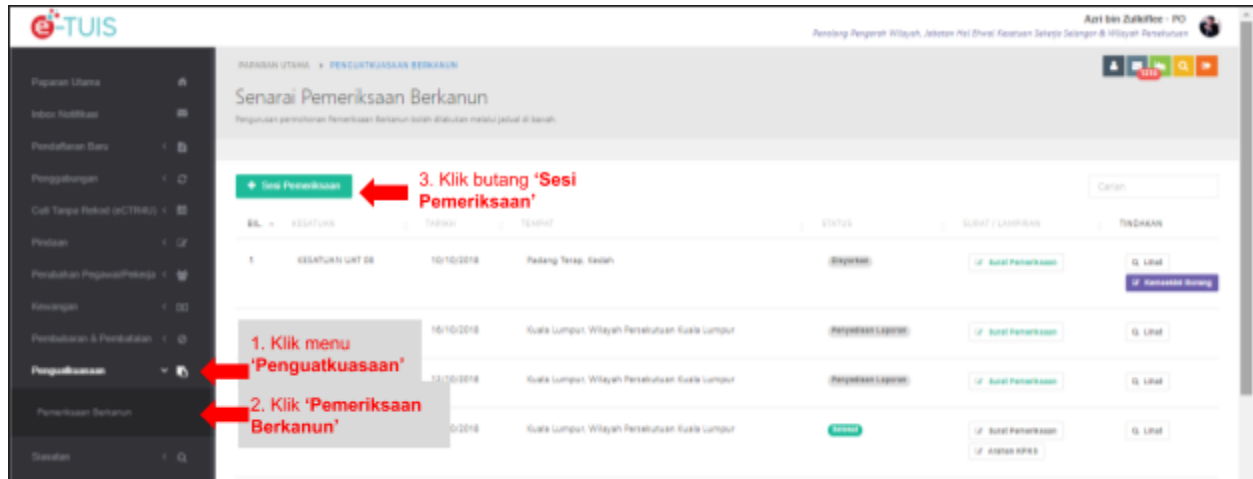 e-TUIS
Azri bin Zulkiflee - PO
Penolong Pengarah Wilayah, Jabatan Hal Ehwal Kesatuan Sekerja Selangor & Wilayah Persekutuan
PAPARAN UTAMA PENGUATKUASAAN BERKANUN
Senarai Pemeriksaan Berkanun
Pengurusan permohonan Pemeriksaan Berkanun boleh dilakukan melalui jadual di bawah.
Paparan Utama
Inbox Notifikasi
Pendaftaran Baru
Penggabungan
Cuti Tanpa Rekod (eCTR4U)
Pindaan
Perubahan Pegawai/Pekerja
Kewangan
Pembubaran & Pembatalan
Penguatkuasaan
Pemeriksaan Berkanun
Siasatan
+ Sesi Pemeriksaan
3. Klik butang ‘Sesi
Pemeriksaan’
Carian
BIL. KESATUAN TARIKH TEMPAT STATUS SURAT / LAMPIRAN TINDAKAN
1 KESATUAN UAT 08 10/10/2018 Padang Terap, Kedah Disyorkan Surat Pemeriksaan Lihat
Kemaskini Borang
16/10/2018 Kuala Lumpur, Wilayah Persekutuan Kuala Lumpur Penyediaan Laporan Surat Pemeriksaan Lihat
1. Klik menu
‘Penguatkuasaan’
Kuala Lumpur, Wilayah Persekutuan Kuala Lumpur Penyediaan Laporan Surat Pemeriksaan Lihat
2. Klik ‘Pemeriksaan
Berkanun’
Kuala Lumpur, Wilayah Persekutuan Kuala Lumpur Selesai Surat Pemeriksaan Lihat
Arahan KPKS